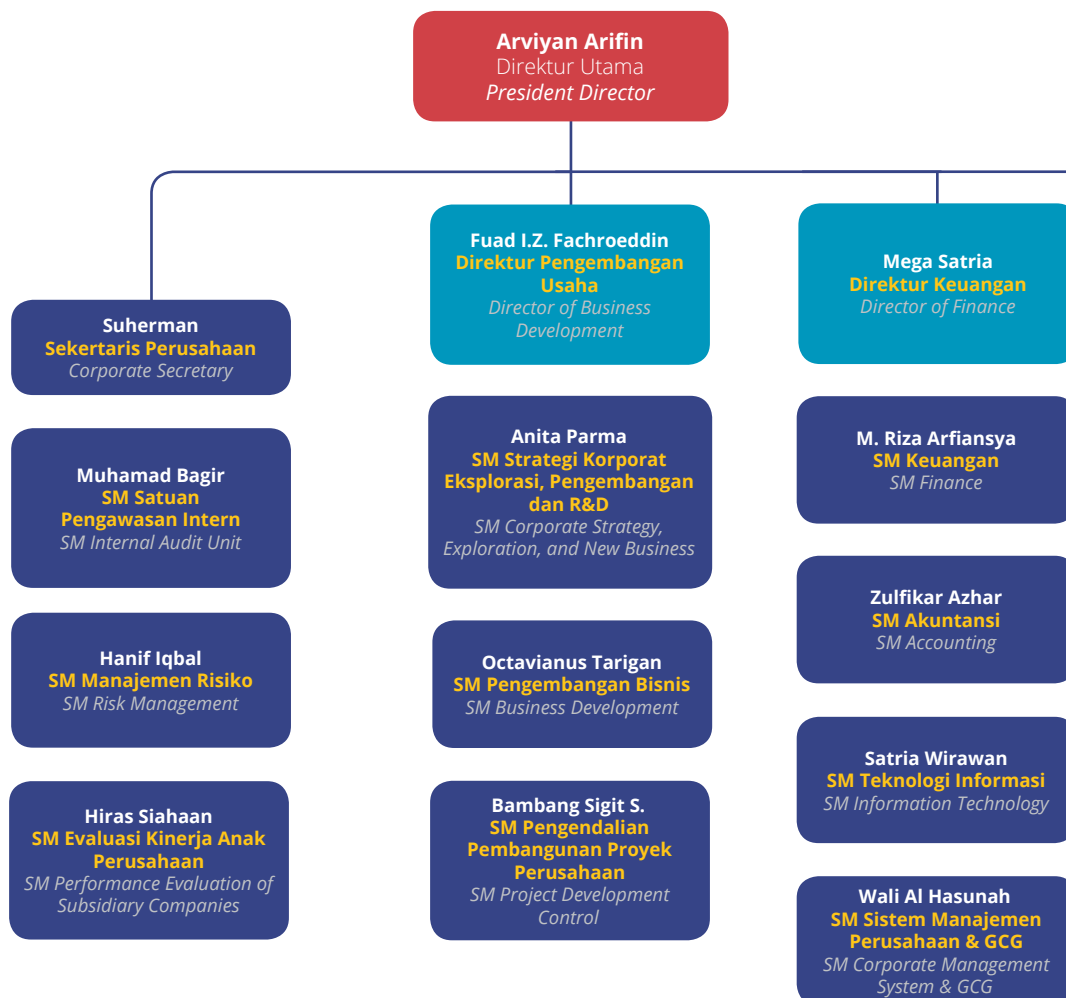 Arviyan Arifin
Direktur Utama
President Director
Suherman
Sekertaris Perusahaan
Corporate Secretary
Muhamad Bagir
SM Satuan
Pengawasan Intern
SM Internal Audit Unit
Hanif Iqbal
SM Manajemen Risiko
SM Risk Management
Hiras Siahaan
SM Evaluasi Kinerja Anak
Perusahaan
SM Performance Evaluation of
Subsidiary Companies
Fuad I.Z. Fachroeddin
Direktur Pengembangan
Usaha
Director of Business
Development
Anita Parma
SM Strategi Korporat
Eksplorasi, Pengembangan
dan R&D
SM Corporate Strategy,
Exploration, and New Business
Octavianus Tarigan
SM Pengembangan Bisnis
SM Business Development
Bambang Sigit S.
SM Pengendalian
Pembangunan Proyek
Perusahaan
SM Project Development
Control
Mega Satria
Direktur Keuangan
Director of Finance
M. Riza Arfiansya
SM Keuangan
SM Finance
Zulfikar Azhar
SM Akuntansi
SM Accounting
Satria Wirawan
SM Teknologi Informasi
SM Information Technology
Wali Al Hasunah
SM Sistem Manajemen
Perusahaan & GCG
SM Corporate Management
System & GCG